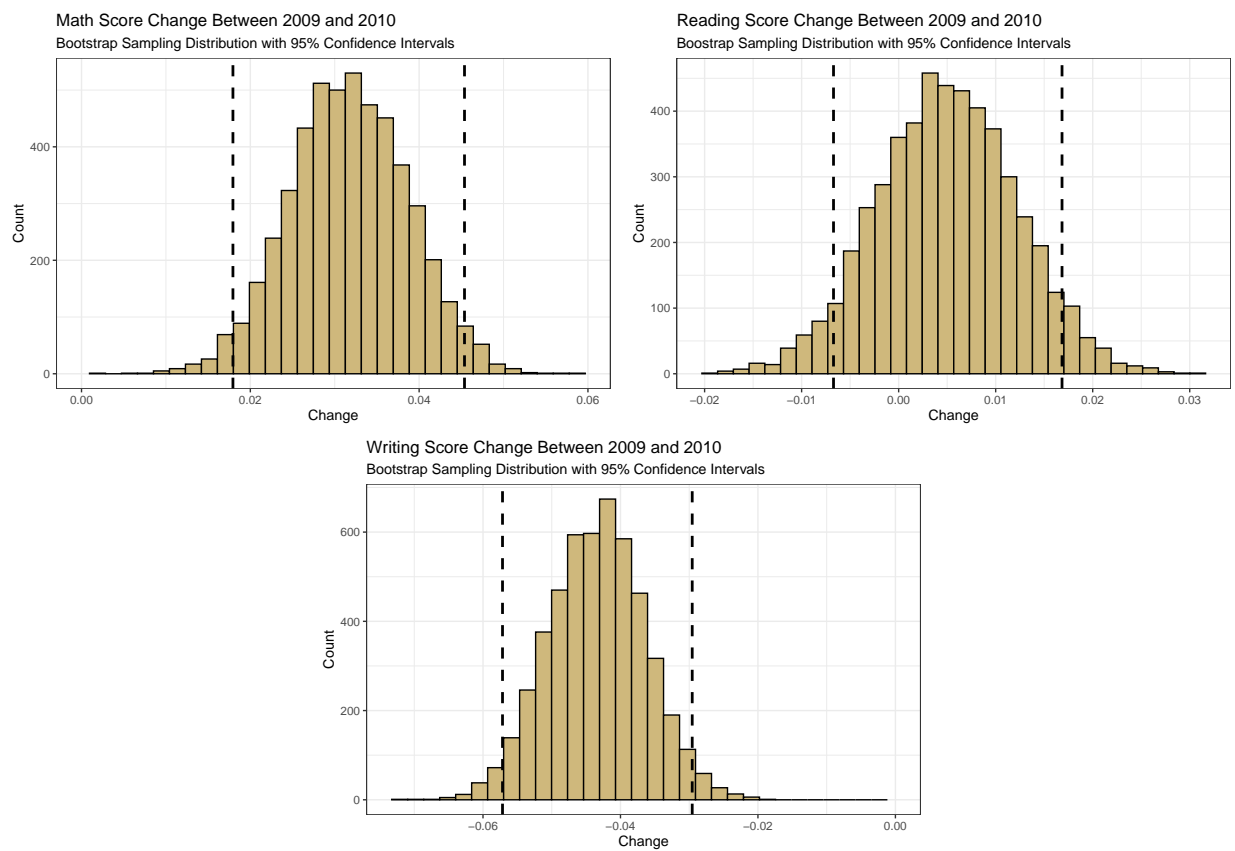 Math Score Change Between 2009 and 2010
Bootstrap Sampling Distribution with 95% Confidence Intervals
Count
400
200
0
0.00
0.02
0.04
0.06
Change
Reading Score Change Between 2009 and 2010
Boostrap Sampling Distribution with 95% Confidence Intervals
Count
400
300
200
100
0
−0.02
−0.01
0.00
0.01
0.02
0.03
Change
Writing Score Change Between 2009 and 2010
Bootstrap Sampling Distribution with 95% Confidence Intervals
Count
600
400
200
0
−0.06
−0.04
−0.02
0.00
Change